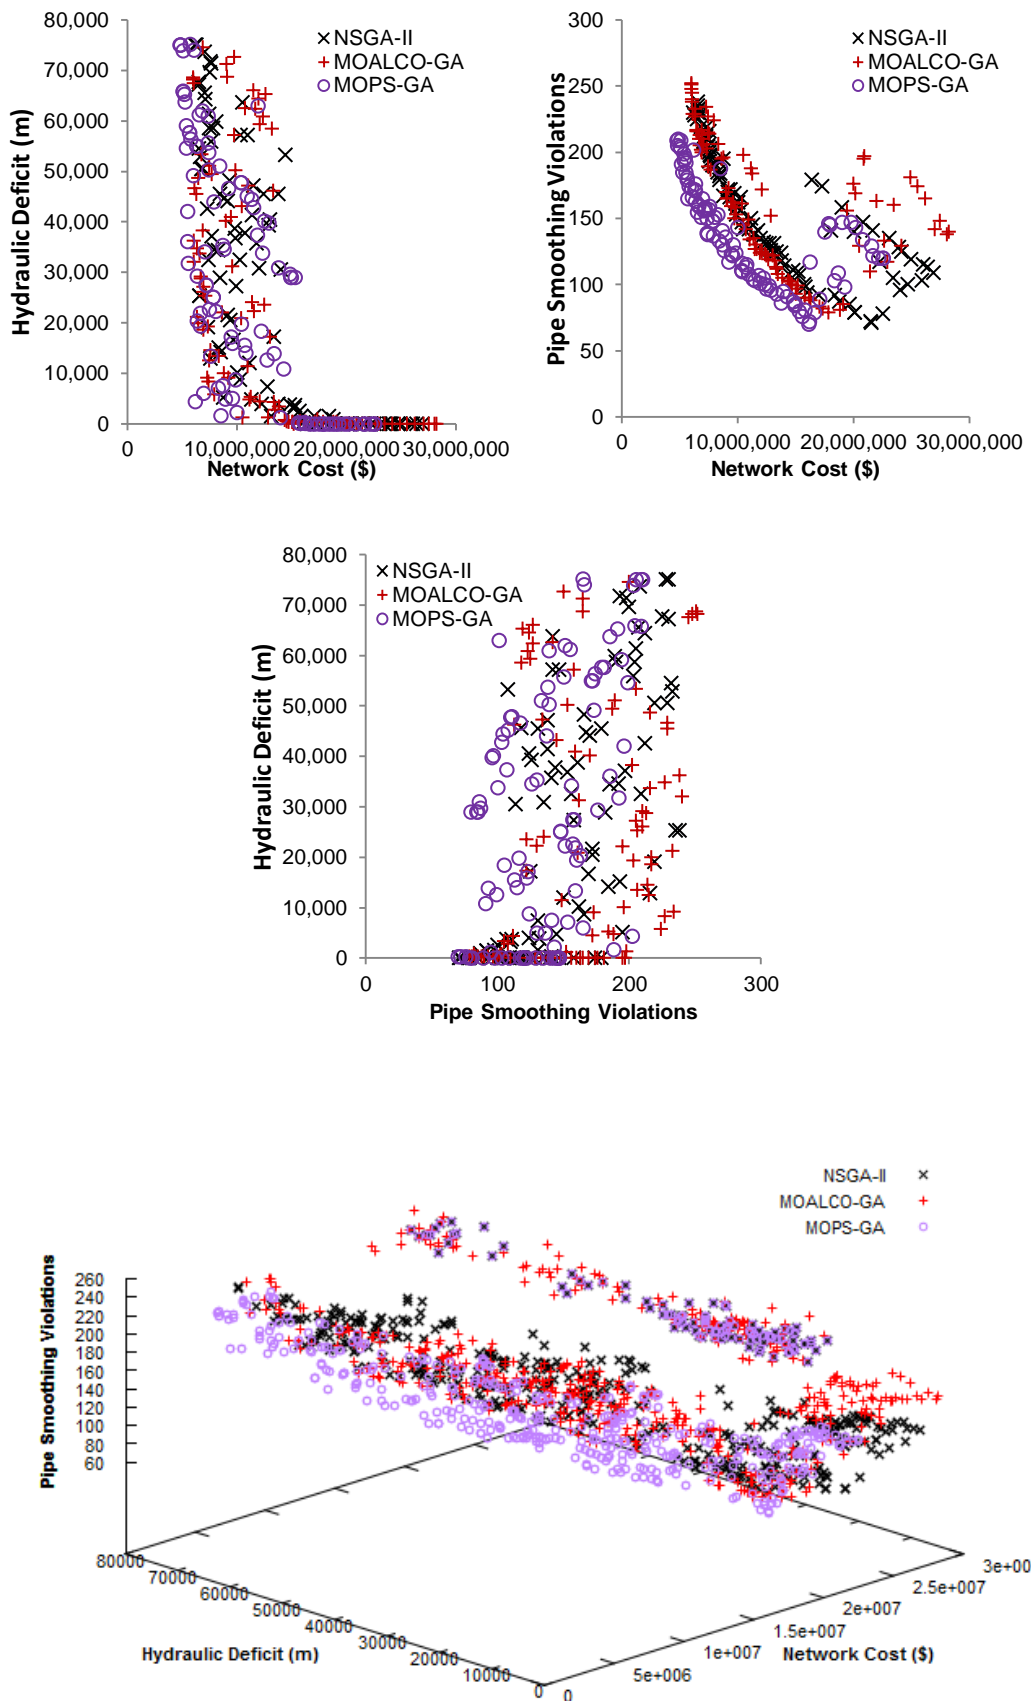 80,000
70,000
60,000
50,000
40,000
30,000
20,000
10,000
0
Hydraulic Deficit (m)
NSGA-II
MOALCO-GA
MOPS-GA
0 10,000,000 20,000,000 30,000,000
Network Cost ($)
300
250
200
150
100
50
0
Pipe Smoothing Violations
NSGA-II
MOALCO-GA
MOPS-GA
0 10,000,000 20,000,000 30,000,000
Network Cost ($)
80,000
70,000
60,000
50,000
40,000
30,000
20,000
10,000
0
Hydraulic Deficit (m)
NSGA-II
MOALCO-GA
MOPS-GA
0 100 200 300
Pipe Smoothing Violations
NSGA-II
MOALCO-GA
MOPS-GA
260
240
220
200
180
160
140
120
100
80
60
Pipe Smoothing Violations
80000
70000
60000
50000
40000
30000
20000
10000
0
Hydraulic Deficit (m)
0
5e+006
1e+007
1.5e+007
2e+007
2.5e+007
3e+00
Network Cost ($)